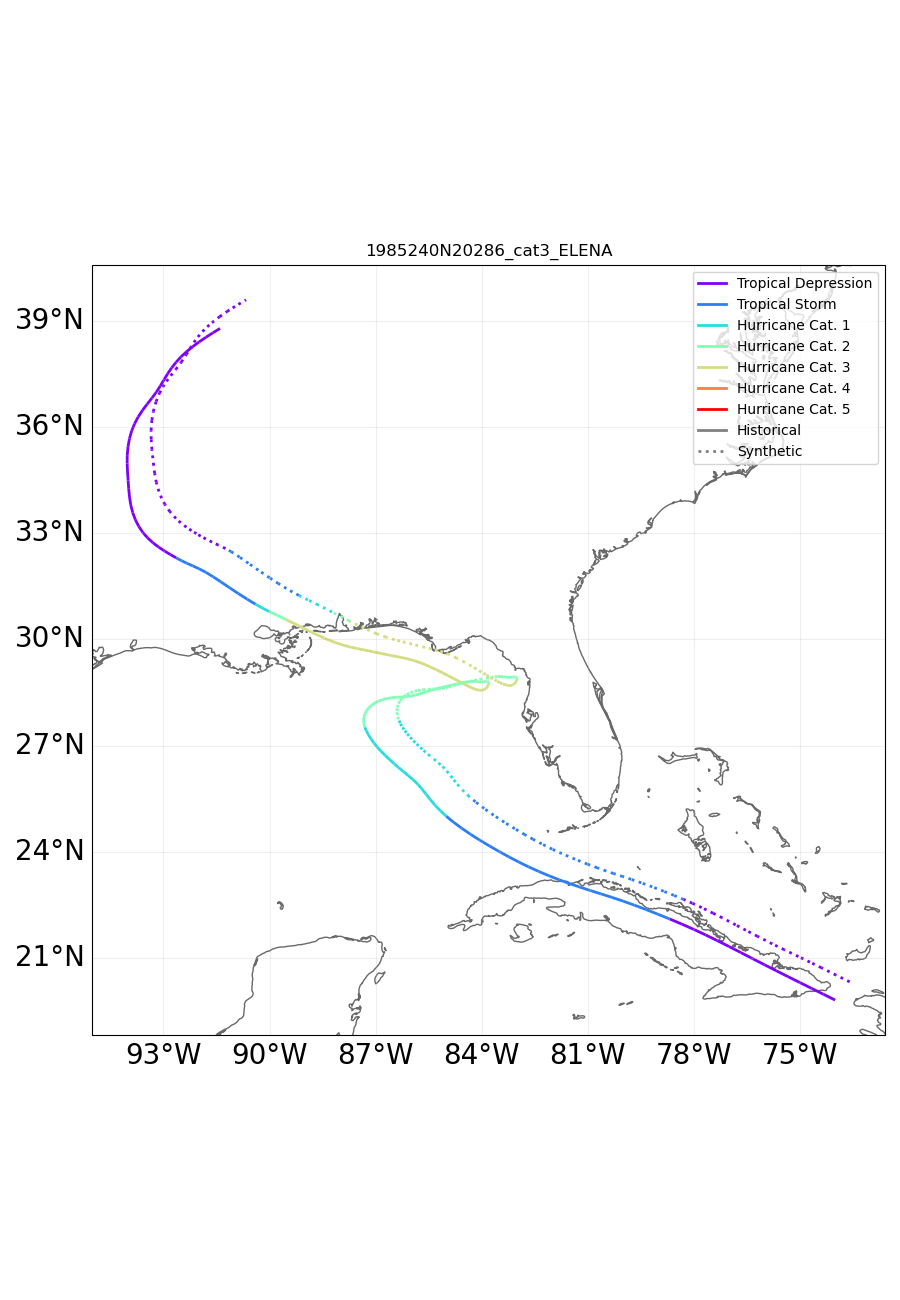 1985240N20286_cat3_ELENA
Tropical Depression
Tropical Storm
Hurricane Cat. 1
Hurricane Cat. 2
Hurricane Cat. 3
Hurricane Cat. 4
Hurricane Cat. 5
Historical
Synthetic
39°N
36°N
33°N
30°N
27°N
24°N
21°N
93°W 90°W 87°W 84°W 81°W 78°W 75°W